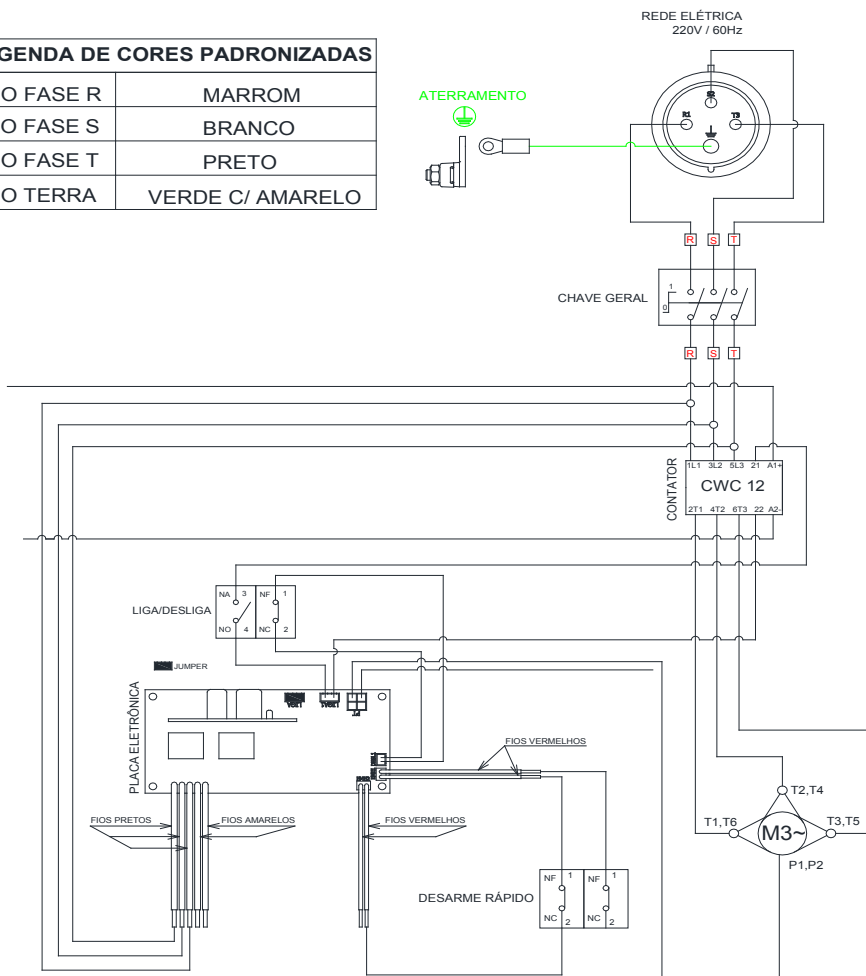 REDE ELÉTRICA
220V / 60Hz
GENDA DE CORES PADRONIZADAS
O FASE R MARROM
O FASE S BRANCO
O FASE T PRETO
O TERRA VERDE C/ AMARELO
ATERRAMENTO
S2
R1 T3
R S T
CHAVE GERAL
1
0
R S T
CONTATOR
1L1 3L2 5L3 21 A1+
CWC 12
2T1 4T2 6T3 22 A2-
LIGA/DESLIGA
NA 3 NF 1
NO 4 NC 2
JUMPER
PLACA ELETRÔNICA
FIOS VERMELHOS
FIOS PRETOS
FIOS AMARELOS
FIOS VERMELHOS
T2,T4
T1,T6
M3~
T3,T5
P1,P2
DESARME RÁPIDO
NF 1 NF 1
NC 2 NC 2